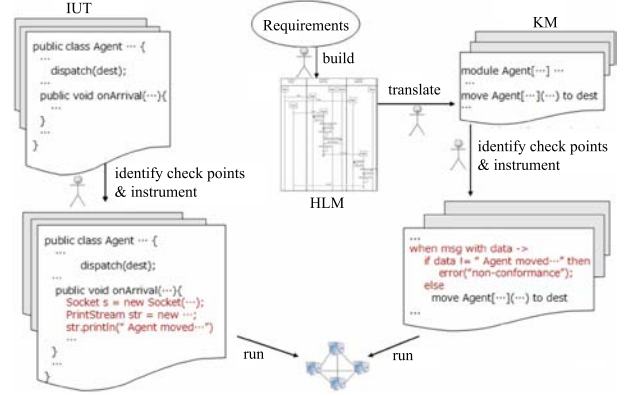 IUT
public class Agent ··· {
···
dispatch(dest);
···
public void onArrival(···){
···
}
···
}
identify check points
& instrument
public class Agent ··· {
···
dispatch(dest);
···
public void onArrival(···){
Socket s = new Socket(···);
PrintStream str = new ···;
str.println(" Agent moved···")
···
}
···
}
run
Requirements
build
HLM
translate
KM
module Agent[···] ···
···
move Agent[···](···) to dest
···
identify check points
& instrument
···
when msg with data ->
if data != " Agent moved···" then
error("non-conformance");
else
move Agent[···](···) to dest
···
run